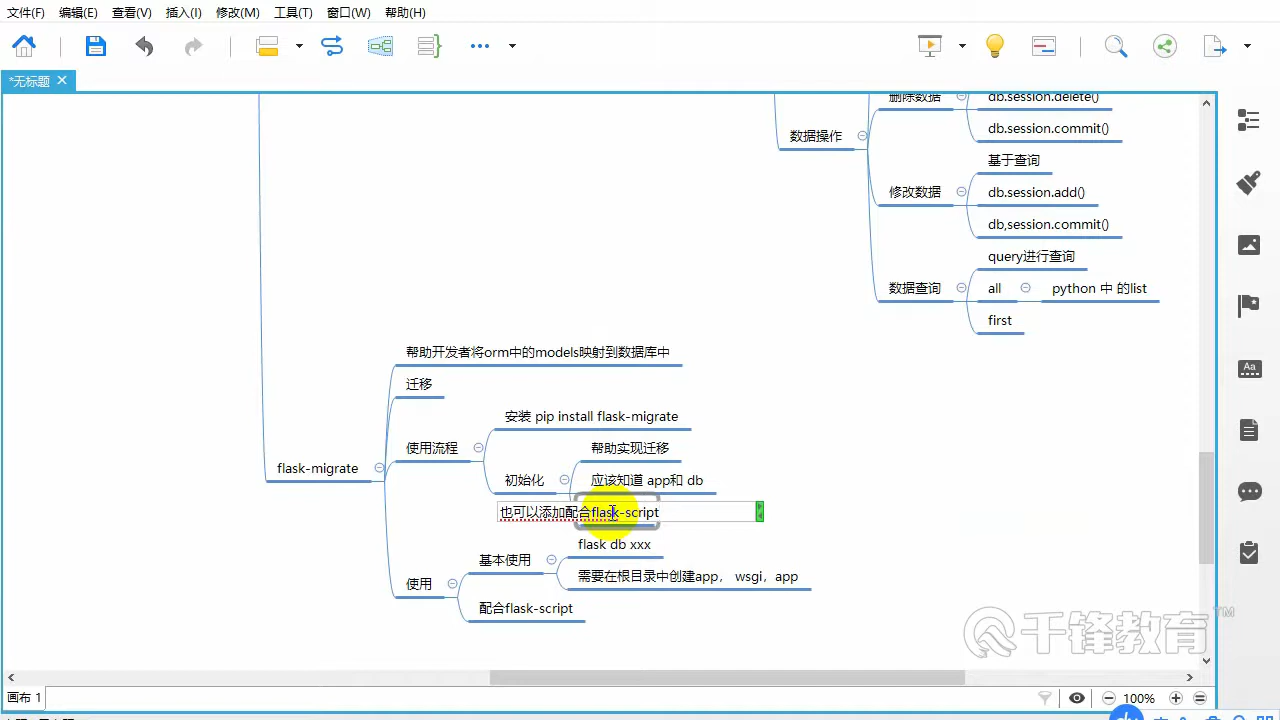 文件(F) 编辑(E) 查看(V) 插入(I) 修改(M) 工具(T) 窗口(W) 帮助(H)
*无标题
删除数据
db.session.delete()
数据操作
db.session.commit()
基于查询
修改数据
db.session.add()
db,session.commit()
query进行查询
数据查询
all
python 中 的list
first
帮助开发者将orm中的models映射到数据库中
迁移
安装 pip install flask-migrate
使用流程
帮助实现迁移
flask-migrate
初始化
应该知道 app和 db
也可以添加配合flask-script
flask db xxx
基本使用
需要在根目录中创建app， wsgi，app
使用
配合flask-script
千锋教育TM
画布 1
100%